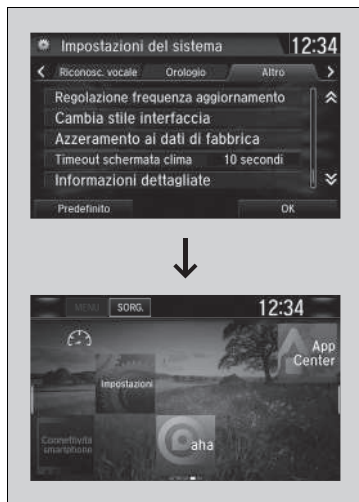 Impostazioni del sistema 12:34
Riconosc. vocale Orologio Altro
Regolazione frequenza aggiornamento
Cambia stile interfaccia
Azzeramento ai dati di fabbrica
Timeout schermata clima 10 secondi
Informazioni dettagliate
Predefinito OK
MENU SORG. 12:34
App
Center
Impostazioni
Connettività
smartphone
aha